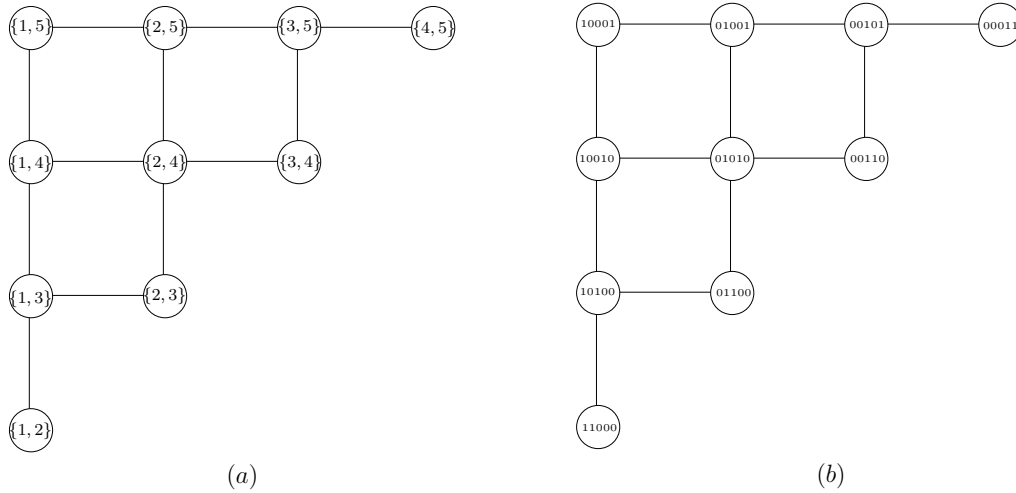 {1, 5} {2, 5} {3, 5} {4, 5} 10001 01001 00101 00011
{1, 4} {2, 4} {3, 4} 10010 01010 00110
{1, 3} {2, 3} 10100 01100
{1, 2} 11000
(a) (b)